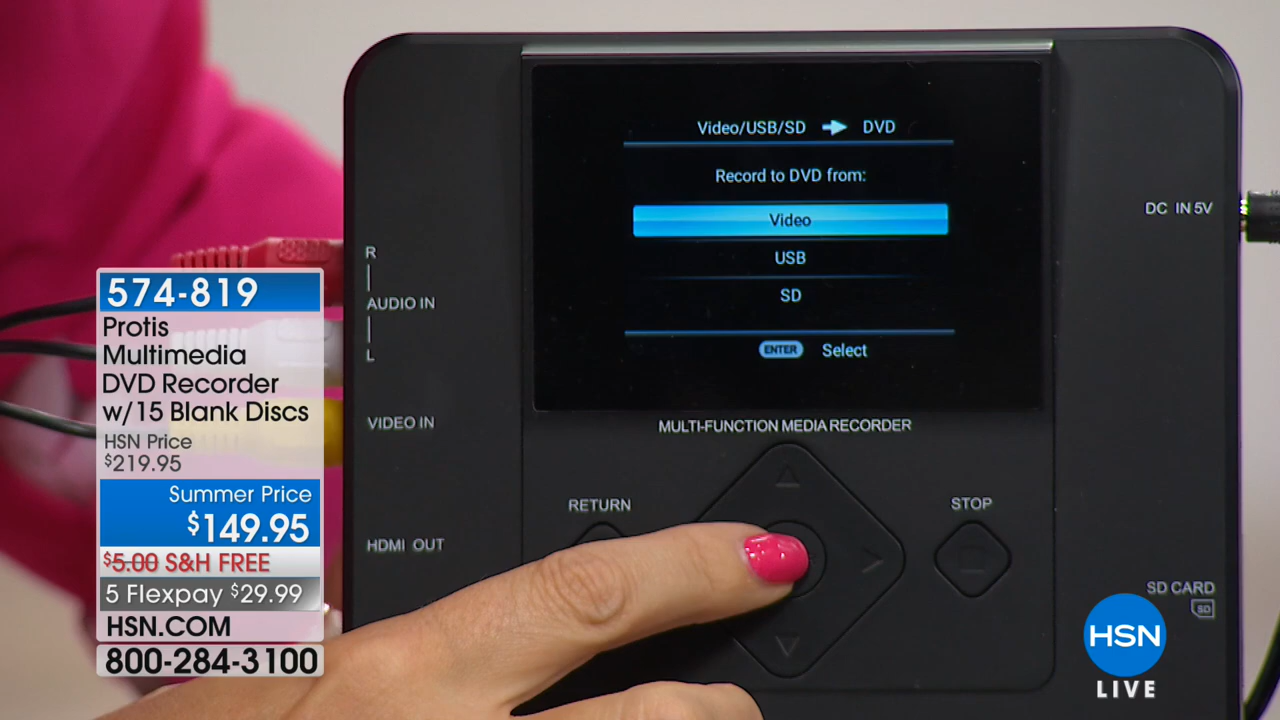 Video/USB/SD DVD
Record to DVD from:
Video
USB
SD
ENTER Select
DC IN 5V
R
AUDIO IN
L
VIDEO IN
HDMI OUT
MULTI-FUNCTION MEDIA RECORDER
RETURN
STOP
SD CARD
SD
574-819
Protis
Multimedia
DVD Recorder
w/15 Blank Discs
HSN Price
$219.95
Summer Price
$149.95
$5.00 S&H FREE
5 Flexpay $29.99
HSN.COM
800-284-3100
HSN
LIVE